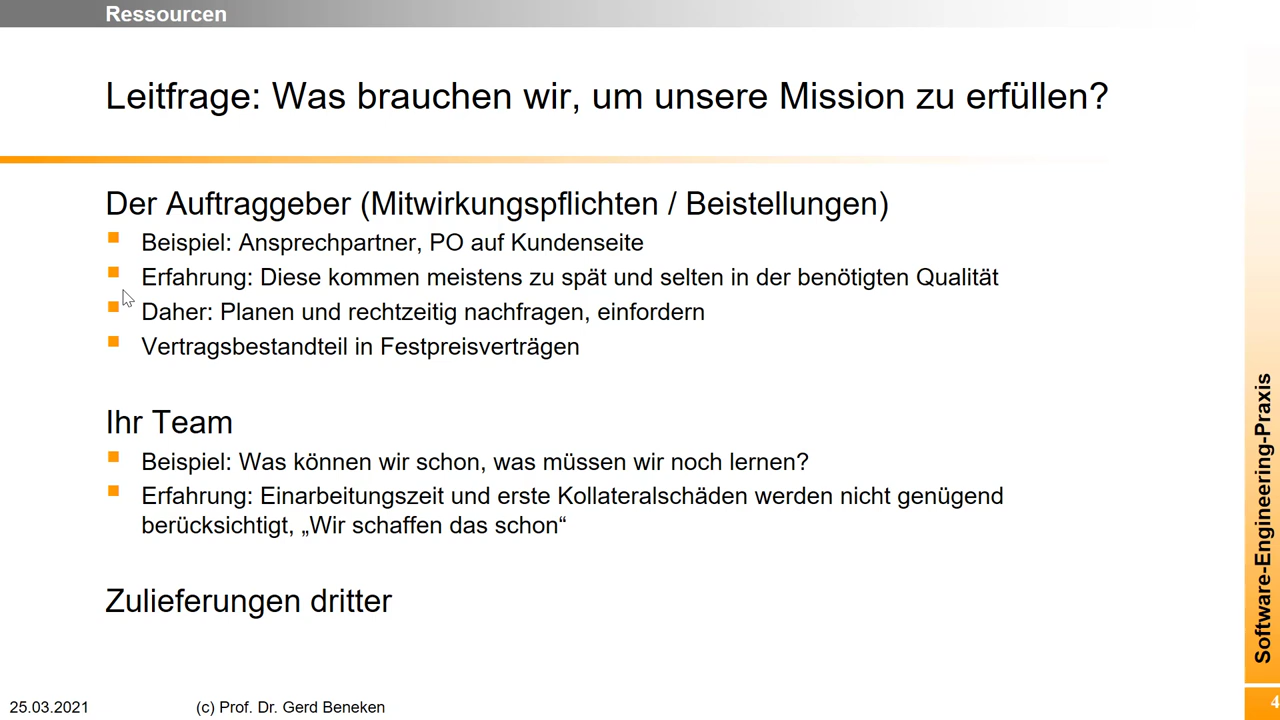 Ressourcen
Leitfrage: Was brauchen wir, um unsere Mission zu erfüllen?
Der Auftraggeber (Mitwirkungspflichten / Beistellungen)
Beispiel: Ansprechpartner, PO auf Kundenseite
Erfahrung: Diese kommen meistens zu spät und selten in der benötigten Qualität
Daher: Planen und rechtzeitig nachfragen, einfordern
Vertragsbestandteil in Festpreisverträgen
Ihr Team
Beispiel: Was können wir schon, was müssen wir noch lernen?
Erfahrung: Einarbeitungszeit und erste Kollateralschäden werden nicht genügend
berücksichtigt, „Wir schaffen das schon“
Zulieferungen dritter
Software-Engineering-Praxis
25.03.2021
(c) Prof. Dr. Gerd Beneken
4